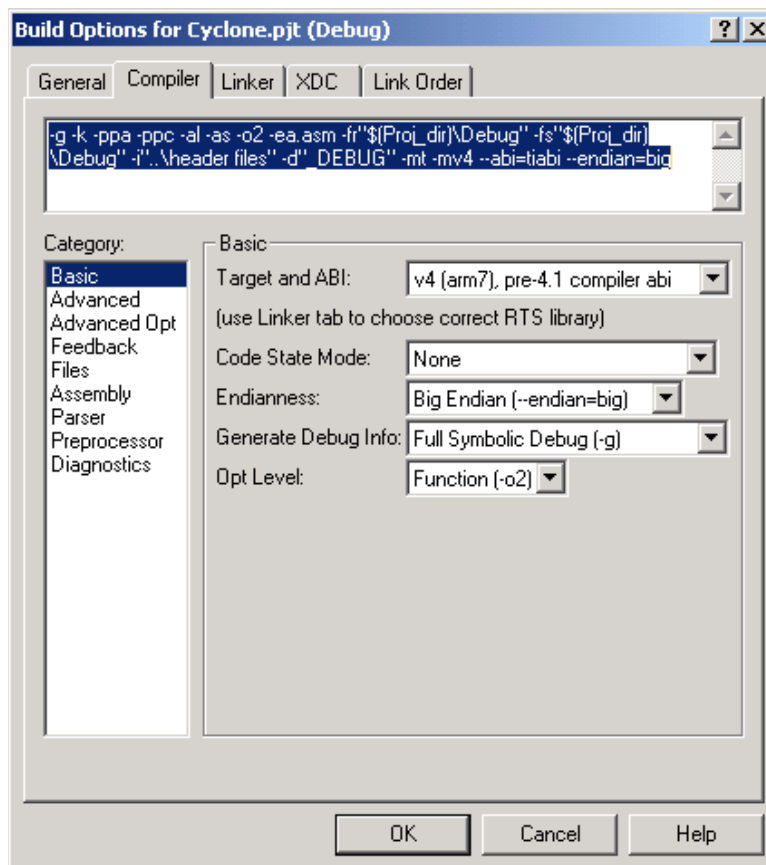 Build Options for Cyclone.pjt (Debug)
General Compiler Linker XDC Link Order
-g -k -ppa -ppc -al -as -o2 -ea.asm -fr"$(Proj_dir)\Debug" -fs"$(Proj_dir)
\Debug" -i"..\header files" -d"_DEBUG" -mt -mv4 --abi=tiabi --endian=big
Category:
Basic
Advanced
Advanced Opt
Feedback
Files
Assembly
Parser
Preprocessor
Diagnostics
Basic
Target and ABI: v4 (arm7), pre-4.1 compiler abi
(use Linker tab to choose correct RTS library)
Code State Mode: None
Endianness: Big Endian (--endian=big)
Generate Debug Info: Full Symbolic Debug (-g)
Opt Level: Function (-o2)
OK Cancel Help